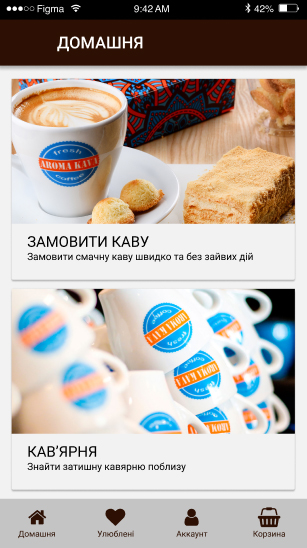 Figma 9:42 AM 42%
ДОМАШНЯ
fresh
AROMA KAVA
coffee
ЗАМОВИТИ КАВУ
Замовити смачну каву швидко та без зайвих дій
КАВ’ЯРНЯ
Знайти затишну кавярню поблизу
Домашня Улюблені Аккаунт Корзина